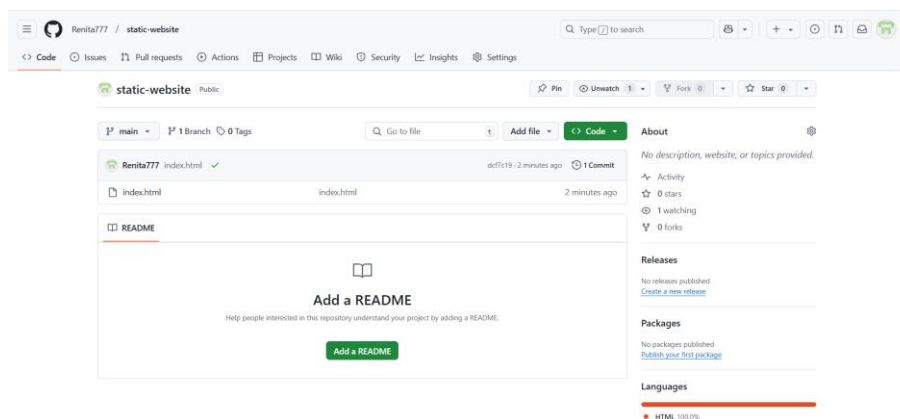 Renita777 / static-website
Type / to search
Code Issues Pull requests Actions Projects Wiki Security Insights Settings
static-website Public
Pin Unwatch 1 Fork 0 Star 0
main 1 Branch 0 Tags Go to file t Add file Code
Renita777 index.html dcf7c19 · 2 minutes ago 1 Commit
index.html index.html 2 minutes ago
README
Add a README
Help people interested in this repository understand your project by adding a README.
Add a README
About
No description, website, or topics provided.
Activity
0 stars
1 watching
0 forks
Releases
No releases published
Create a new release
Packages
No packages published
Publish your first package
Languages
HTML 100.0%